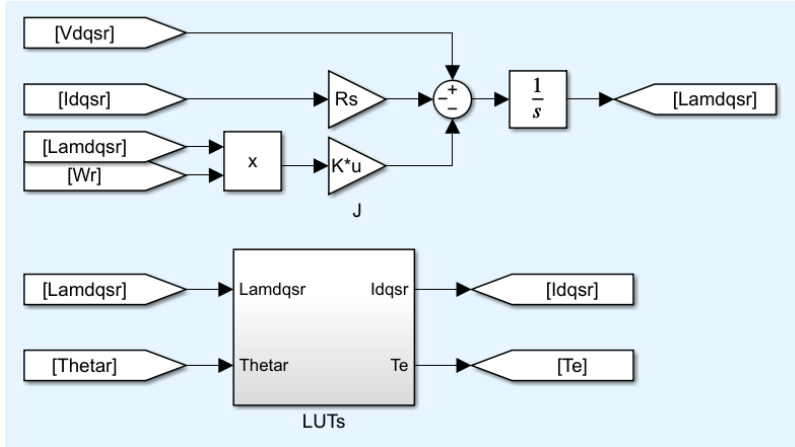 [Vdqsr]
[Idqsr]
Rs
+
−
−
1
s
[Lamdqsr]
[Lamdqsr]
[Wr]
x
K*u
J
[Lamdqsr]
Lamdqsr
Idqsr
[Idqsr]
[Thetar]
Thetar
Te
[Te]
LUTs